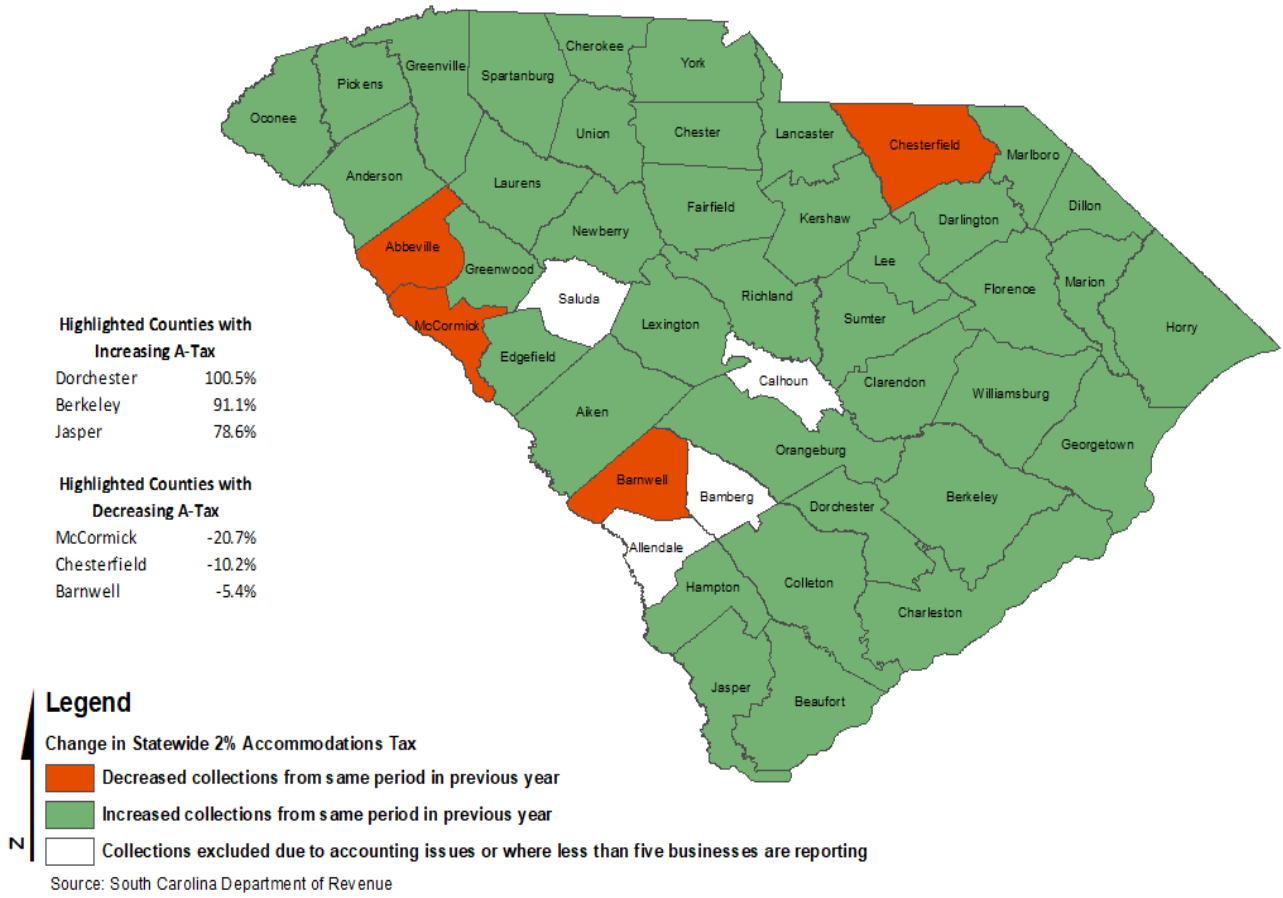 Cherokee
York
Greenville
Spartanburg
Pickens
Oconee
Union
Chester
Lancaster
Chesterfield
Marlboro
Anderson
Laurens
Fairfield
Kershaw
Darlington
Dillon
Newberry
Abbeville
Greenwood
Lee
Marion
Florence
Saluda
Richland
Horry
McCormick
Lexington
Sumter
Edgefield
Calhoun
Clarendon
Williamsburg
Aiken
Orangeburg
Georgetown
Barnwell
Bamberg
Berkeley
Dorchester
Allendale
Hampton
Colleton
Charleston
Jasper
Beaufort
Highlighted Counties with
Increasing A-Tax
Dorchester 100.5%
Berkeley 91.1%
Jasper 78.6%
Highlighted Counties with
Decreasing A-Tax
McCormick -20.7%
Chesterfield -10.2%
Barnwell -5.4%
N
Legend
Change in Statewide 2% Accommodations Tax
Decreased collections from same period in previous year
Increased collections from same period in previous year
Collections excluded due to accounting issues or where less than five businesses are reporting
Source: South Carolina Department of Revenue